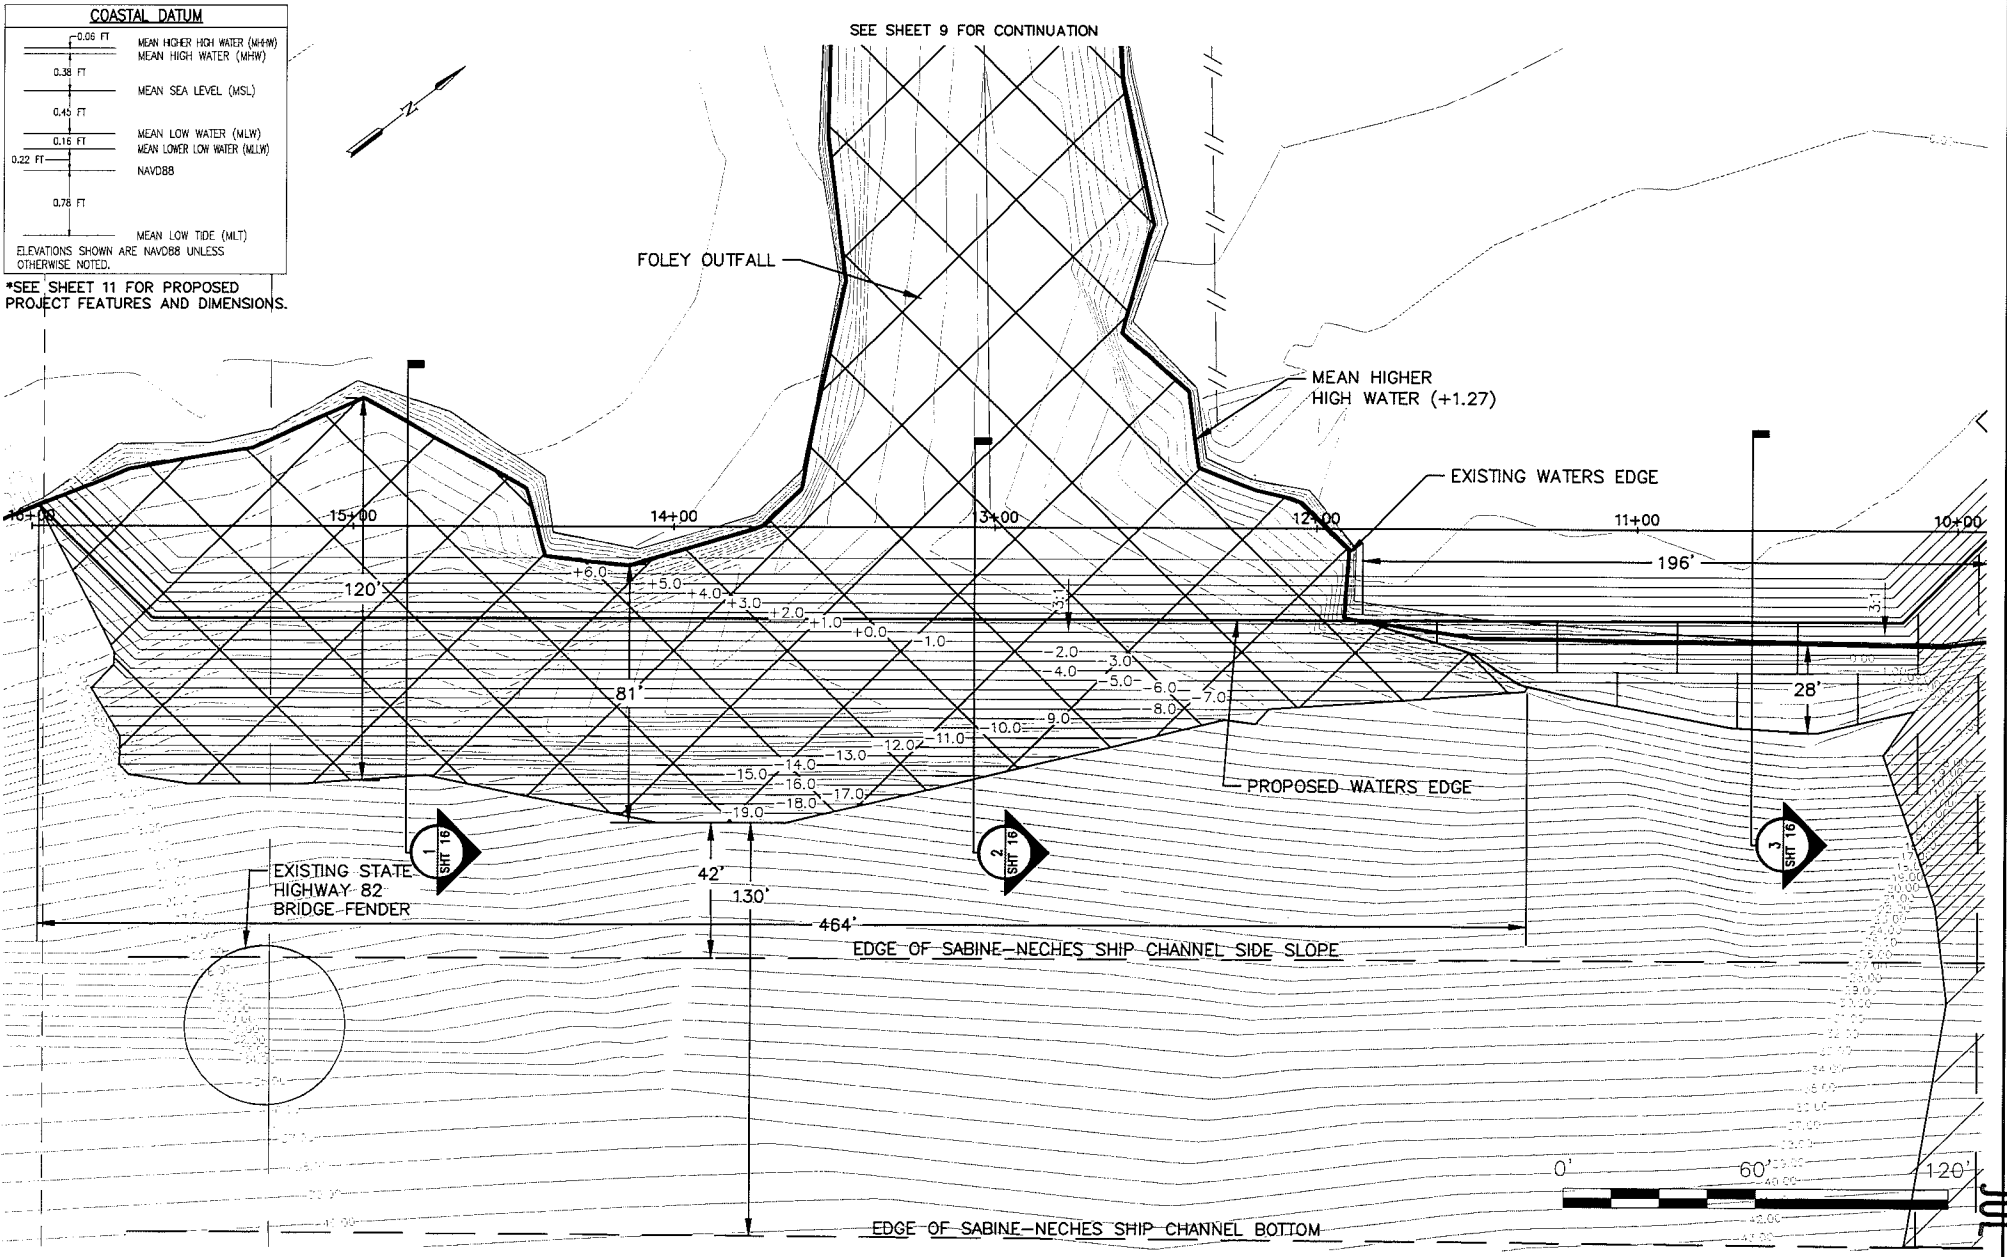 COASTAL DATUM
0.06 FT
MEAN HIGHER HIGH WATER (MHHW)
MEAN HIGH WATER (MHW)
0.38 FT
MEAN SEA LEVEL (MSL)
0.45 FT
MEAN LOW WATER (MLW)
0.16 FT
MEAN LOWER LOW WATER (MLLW)
0.22 FT
NAVD88
0.78 FT
MEAN LOW TIDE (MLT)
ELEVATIONS SHOWN ARE NAVD88 UNLESS
OTHERWISE NOTED.
*SEE SHEET 11 FOR PROPOSED
PROJECT FEATURES AND DIMENSIONS.
SEE SHEET 9 FOR CONTINUATION
N
FOLEY OUTFALL
MEAN HIGHER
HIGH WATER (+1.27)
EXISTING WATERS EDGE
16+00
15+00
14+00
13+00
12+00
11+00
10+00
196'
120'
+6.0
+5.0
+4.0
+3.0
+2.0
+1.0
+0.0
-1.0
-2.0
-3.0
-4.0
-5.0
-6.0
-7.0
-8.0
-9.0
-10.0
-11.0
-12.0
-13.0
-14.0
-15.0
-16.0
-17.0
-18.0
-19.0
3:1
3:1
81'
28'
PROPOSED WATERS EDGE
1
SHT 16
2
SHT 16
3
SHT 16
EXISTING STATE
HIGHWAY 82
BRIDGE FENDER
42'
130'
464'
EDGE OF SABINE-NECHES SHIP CHANNEL SIDE SLOPE
0'
60'
120'
EDGE OF SABINE-NECHES SHIP CHANNEL BOTTOM
JUL